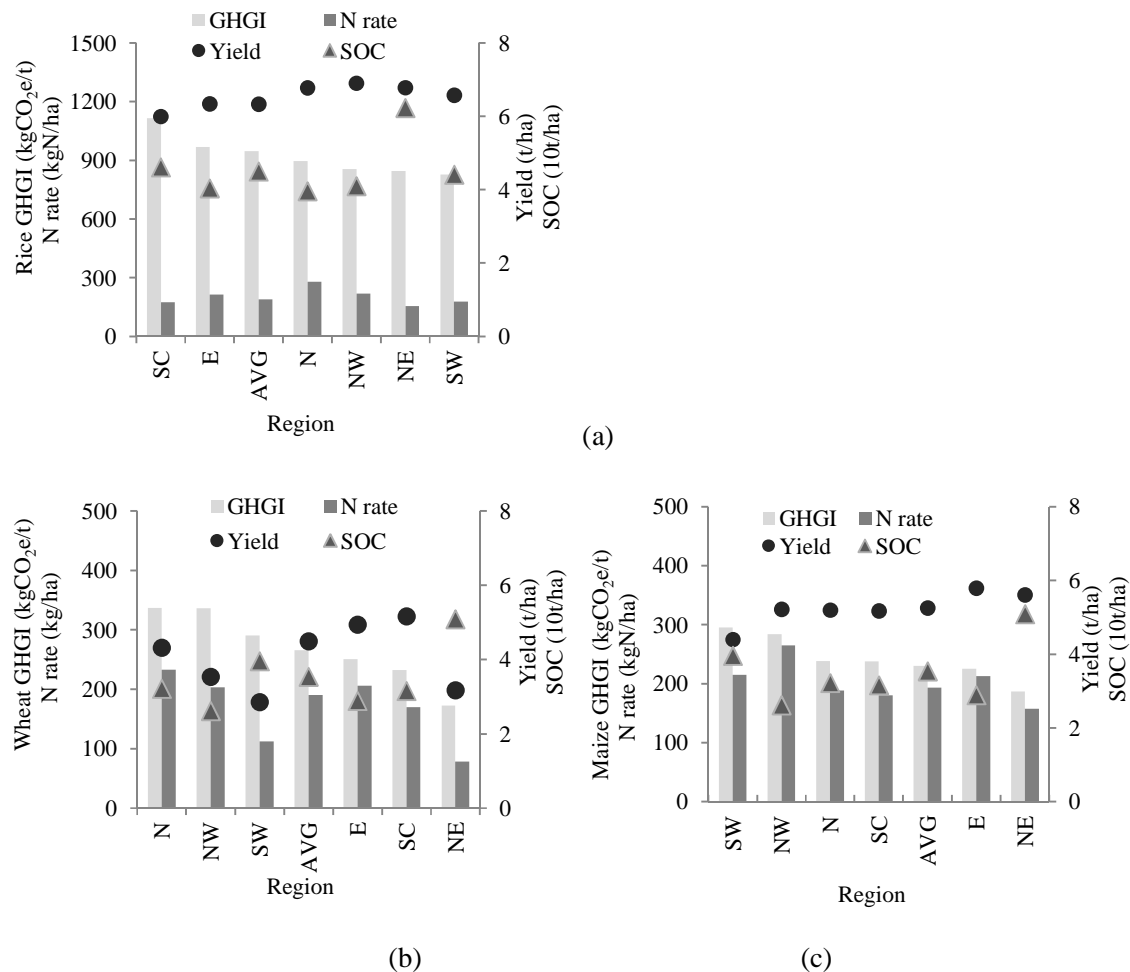 GHGI N rate
Yield SOC
1500
1200
900
600
300
0
8
6
4
2
0
Rice GHGI (kgCO2e/t)
N rate (kgN/ha)
Yield (t/ha)
SOC (10t/ha)
SC E AVG N NW NE SW
Region
(a)
GHGI N rate
Yield SOC
500
400
300
200
100
0
8
6
4
2
0
Wheat GHGI (kgCO2e/t)
N rate (kg/ha)
Yield (t/ha)
SOC (10t/ha)
N NW SW AVG E SC NE
Region
(b)
GHGI N rate
Yield SOC
500
400
300
200
100
0
8
6
4
2
0
Maize GHGI (kgCO2e/t)
N rate (kgN/ha)
Yield (t/ha)
SOC (10t/ha)
SW NW N SC AVG E NE
Region
(c)